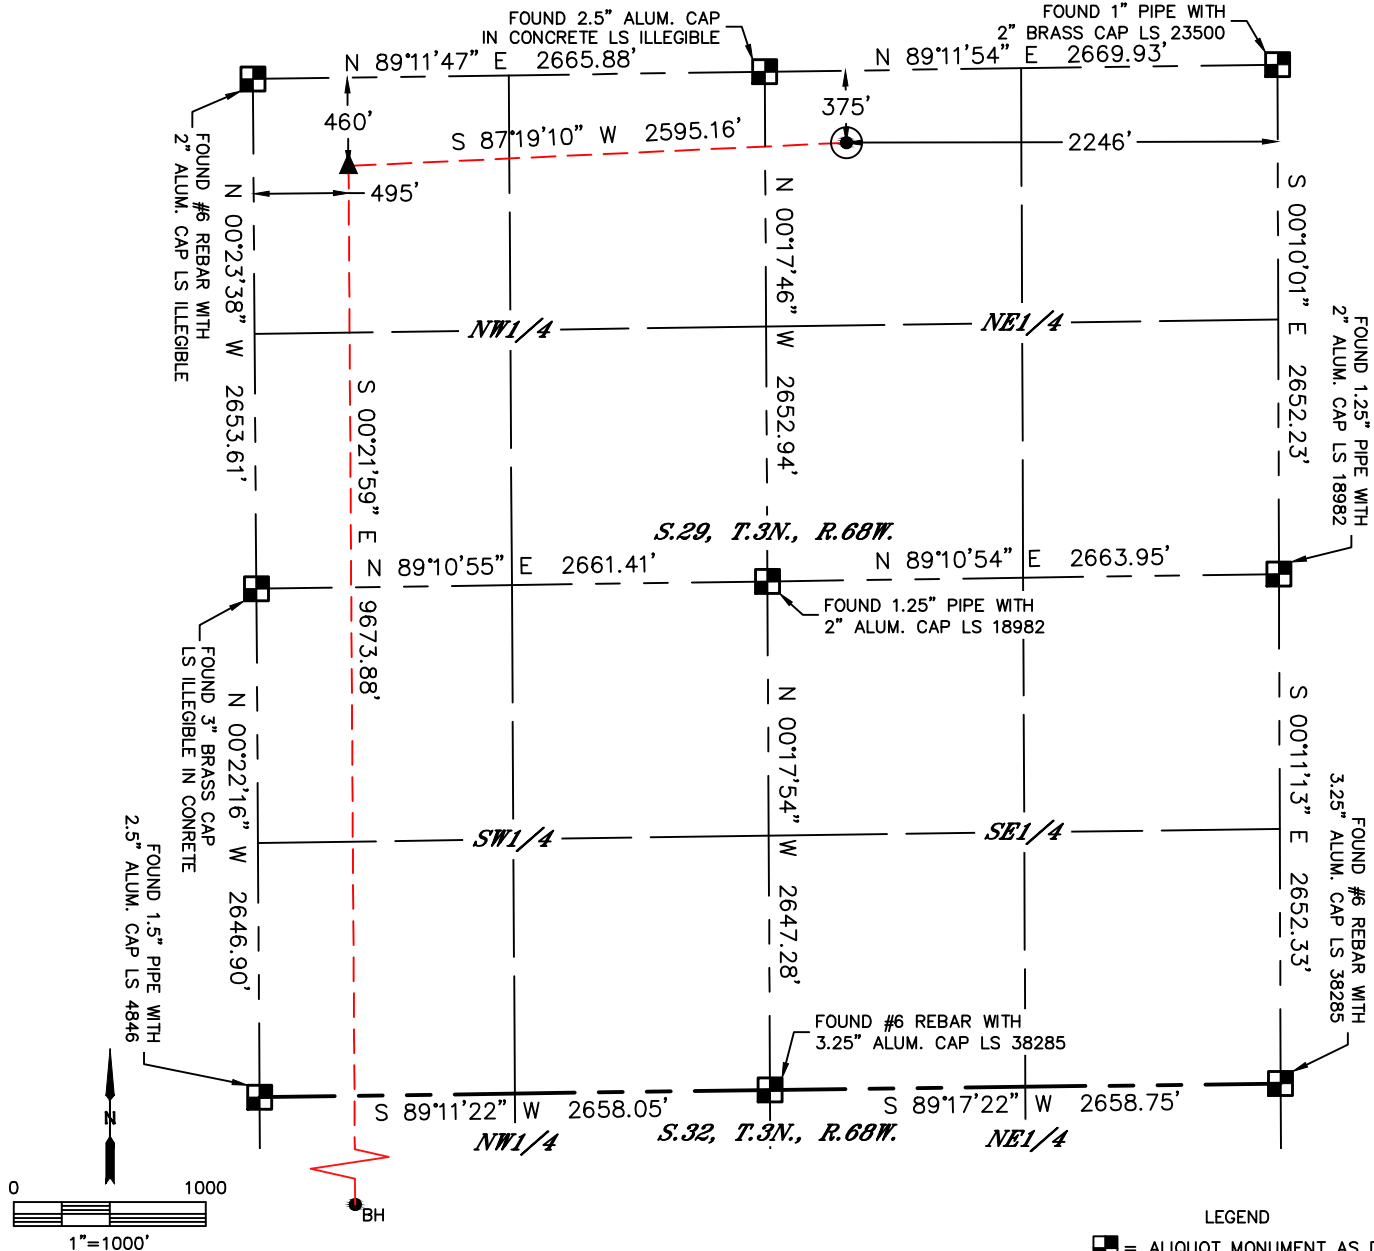 FOUND 2.5" ALUM. CAP
IN CONCRETE LS ILLEGIBLE
FOUND 1" PIPE WITH
2" BRASS CAP LS 23500
N 89°11'47" E 2665.88'
N 89°11'54" E 2669.93'
460'
375'
S 87°19'10" W 2595.16'
2246'
495'
FOUND #6 REBAR WITH
2" ALUM. CAP LS ILLEGIBLE
N 00°23'38" W 2653.61'
N 00°17'46" W 2652.94'
S 00°10'01" E 2652.23'
NW1/4
NE1/4
FOUND 1.25" PIPE WITH
2" ALUM. CAP LS 18982
S 00°21'59" E 9673.88'
S.29, T.3N., R.68W.
N 89°10'55" E 2661.41'
N 89°10'54" E 2663.95'
FOUND 1.25" PIPE WITH
2" ALUM. CAP LS 18982
FOUND 3" BRASS CAP
LS ILLEGIBLE IN CONRETE
N 00°22'16" W 2646.90'
N 00°17'54" W 2647.28'
S 00°11'13" E 2652.33'
SW1/4
SE1/4
FOUND 1.5" PIPE WITH
2.5" ALUM. CAP LS 4846
FOUND #6 REBAR WITH
3.25" ALUM. CAP LS 38285
FOUND #6 REBAR WITH
3.25" ALUM. CAP LS 38285
S 89°11'22" W 2658.05'
S 89°17'22" W 2658.75'
S.32, T.3N., R.68W.
NW1/4
NE1/4
N
0 1000
1"=1000'
BH
LEGEND
= ALIQUOT MONUMENT AS